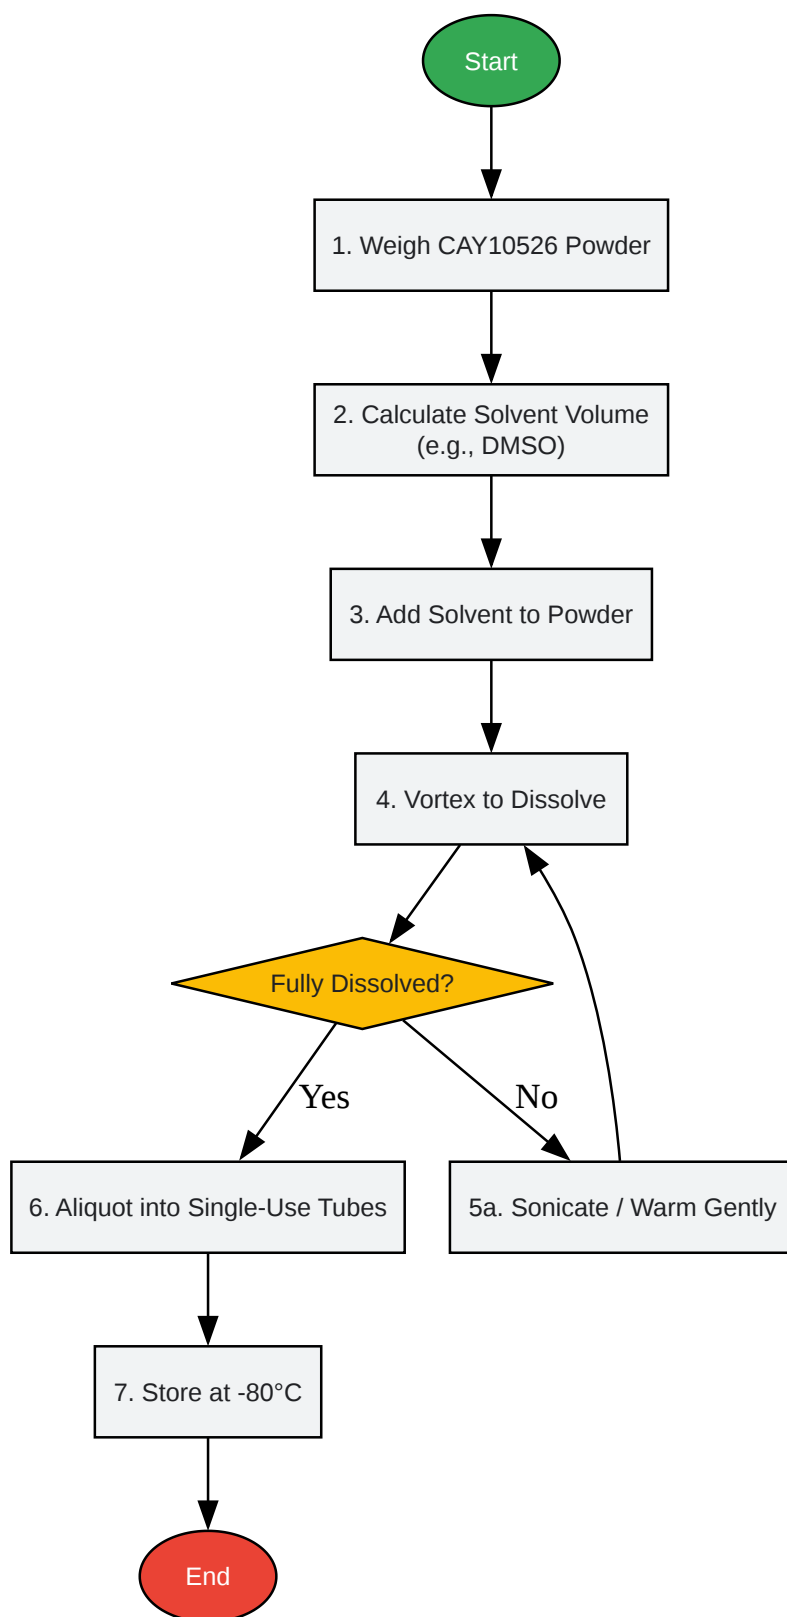 Start
1. Weigh CAY10526 Powder
2. Calculate Solvent Volume
(e.g., DMSO)
3. Add Solvent to Powder
4. Vortex to Dissolve
Fully Dissolved?
Yes
No
6. Aliquot into Single-Use Tubes
5a. Sonicate / Warm Gently
7. Store at -80°C
End